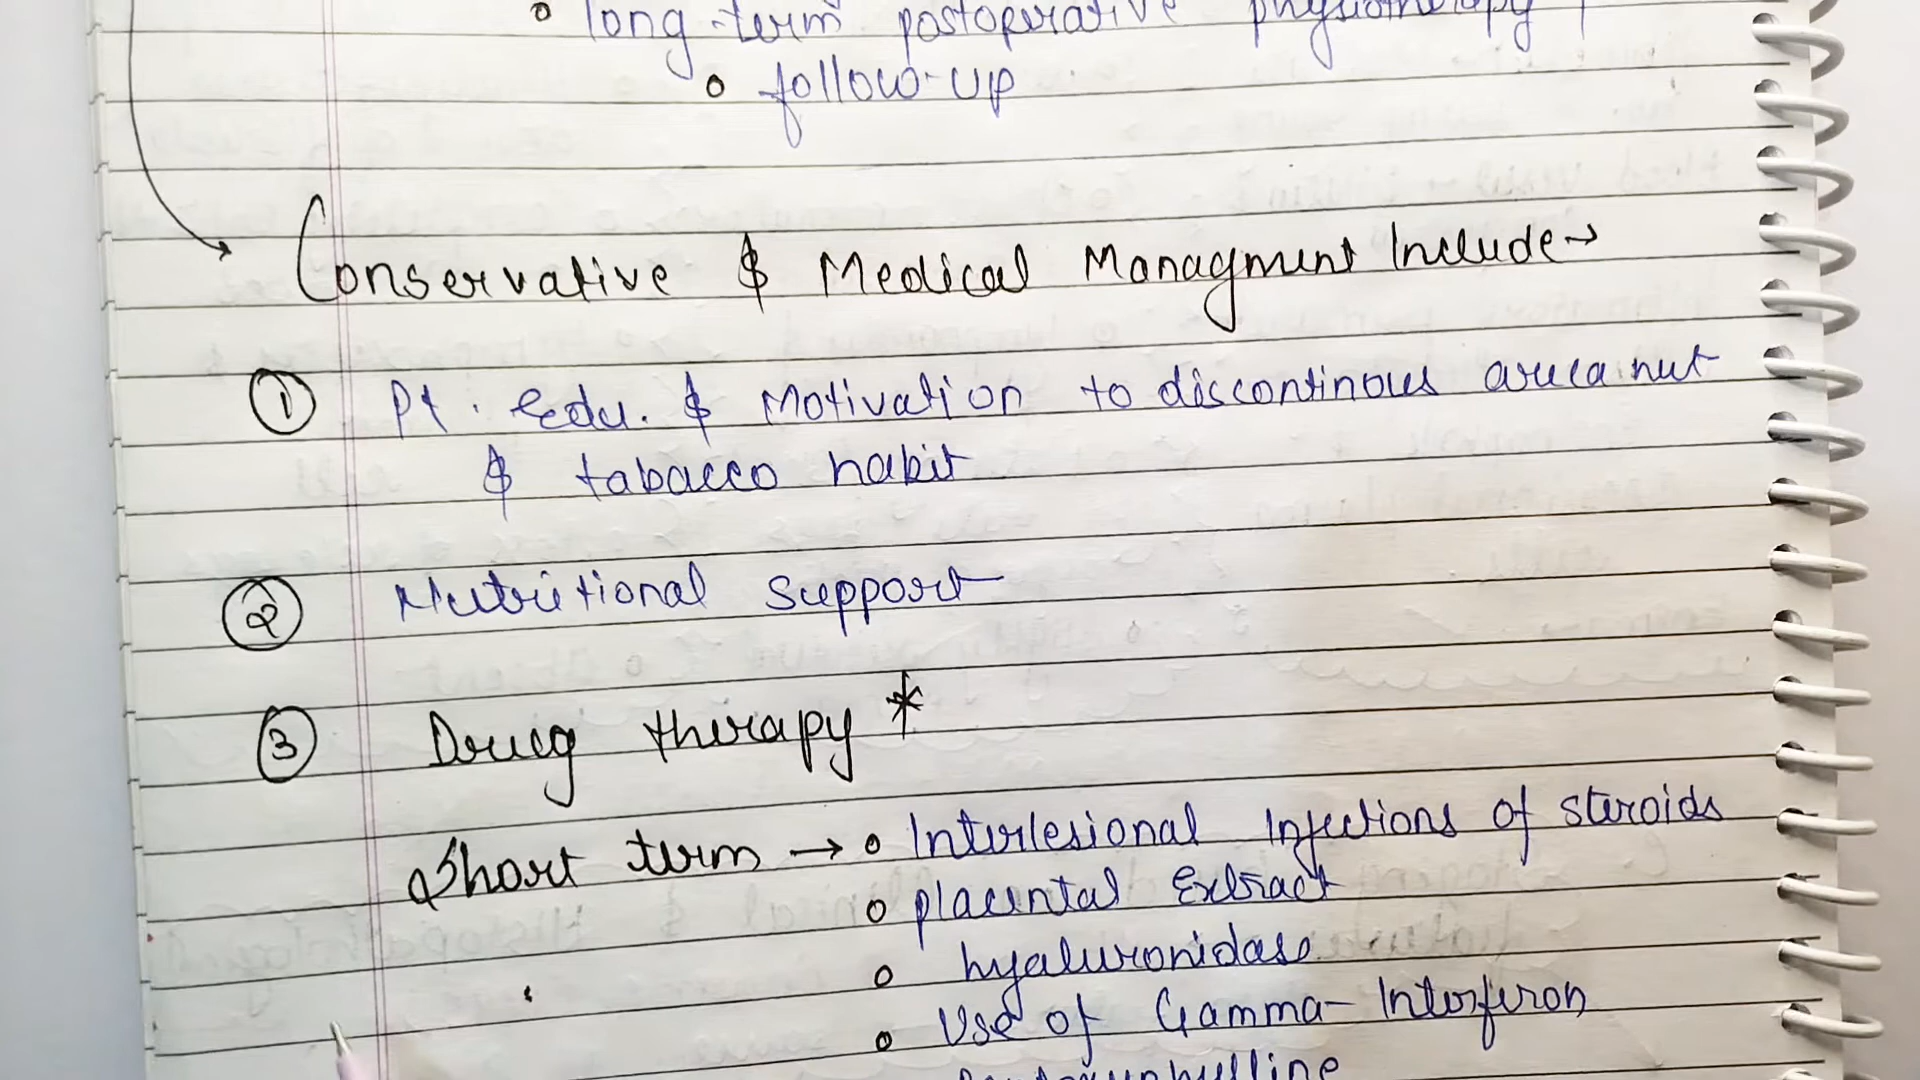 o long-term postoperative physiotherapy
o follow-up
Conservative & Medical Managment Include→
① Pt. Edu. & Motivation to discontinous areca nut
& tabacco habit
② Nutritional Support
③ Drug therapy *
Short term → o Interlesional Injections of steroids
o placental Extract
o hyaluronidase
o Use of Gamma-Interferon